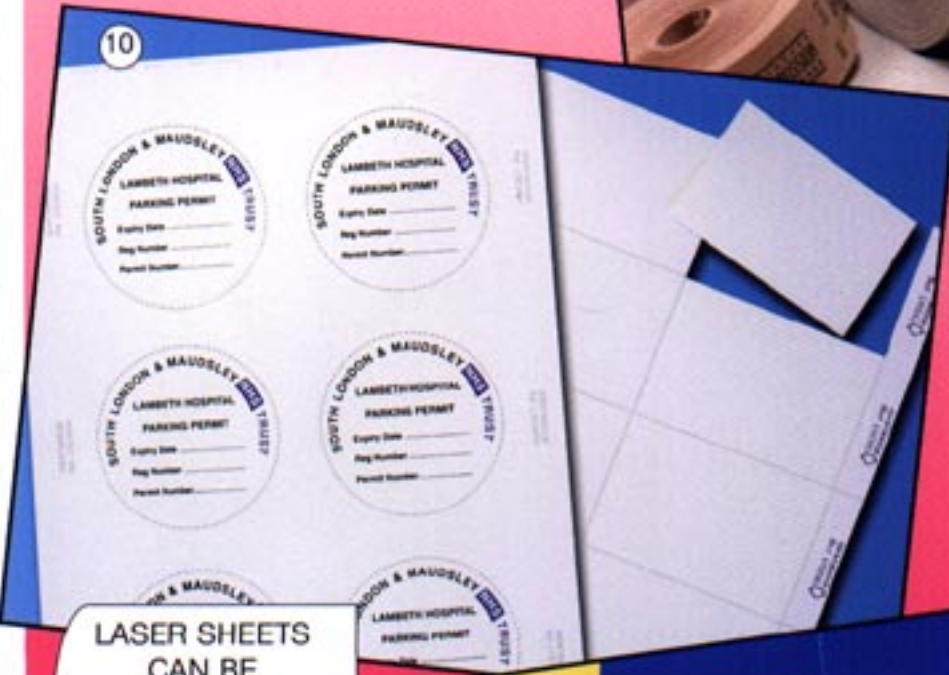 10
SOUTH LONDON & MAUDSLEY NHS TRUST
LAMBETH HOSPITAL
PARKING PERMIT
Expiry Date
Reg Number
Permit Number
SOUTH LONDON & MAUDSLEY NHS TRUST
LAMBETH HOSPITAL
PARKING PERMIT
Expiry Date
Reg Number
Permit Number
SOUTH LONDON & MAUDSLEY NHS TRUST
LAMBETH HOSPITAL
PARKING PERMIT
Expiry Date
Reg Number
Permit Number
SOUTH LONDON & MAUDSLEY NHS TRUST
LAMBETH HOSPITAL
PARKING PERMIT
Expiry Date
Reg Number
Permit Number
& MAUDSLEY
& MAUDSLEY NHS TRUST
LAMBETH HOSPITAL
PARKING PERMIT
LASER SHEETS
CAN BE